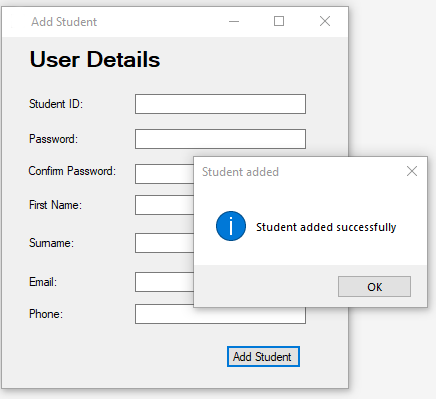 Add Student
User Details
Student ID:
Password:
Confirm Password:
First Name:
Surname:
Email:
Phone:
Add Student
Student added
Student added successfully
OK